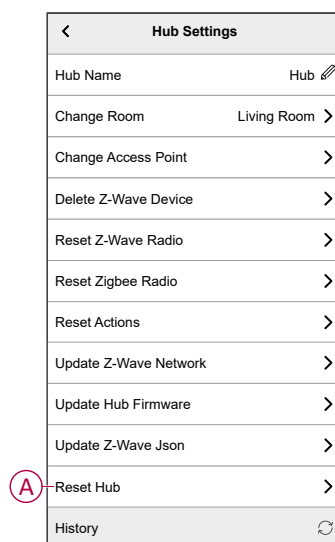 Hub Settings
Hub Name Hub
Change Room Living Room
Change Access Point
Delete Z-Wave Device
Reset Z-Wave Radio
Reset Zigbee Radio
Reset Actions
Update Z-Wave Network
Update Hub Firmware
Update Z-Wave Json
A Reset Hub
History